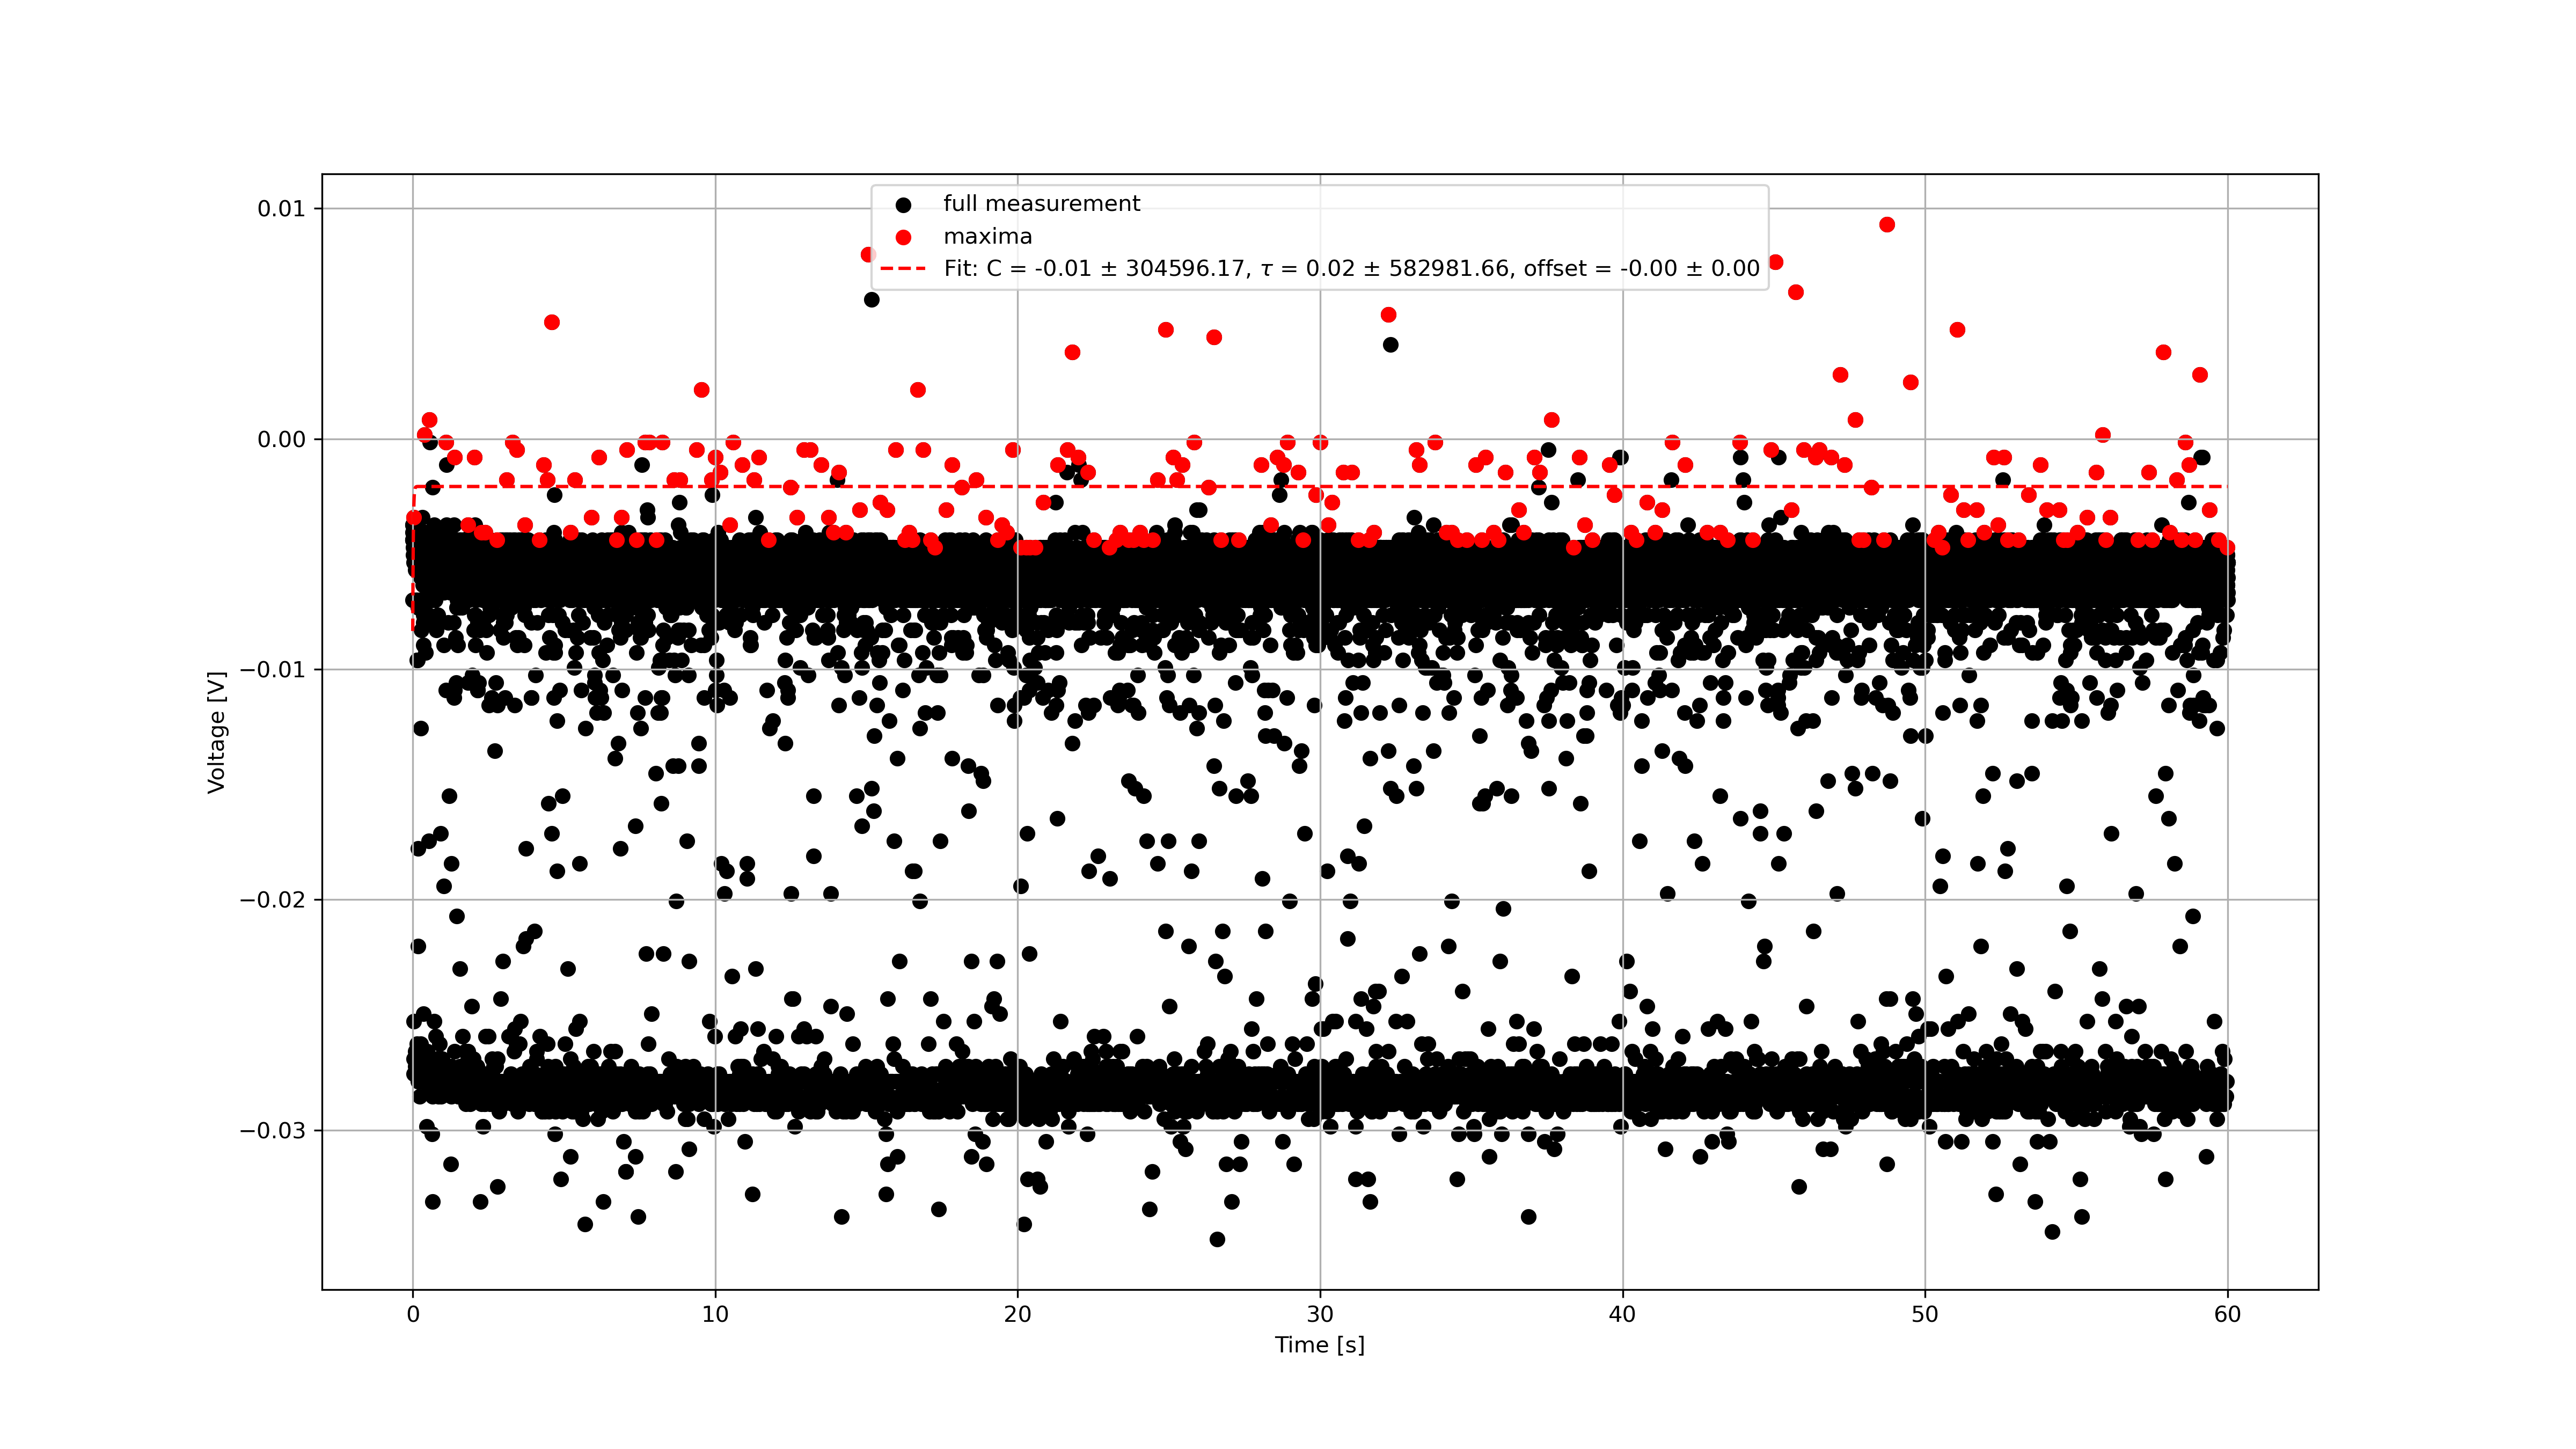 full measurement
maxima
Fit: C = -0.01 ± 304596.17, τ = 0.02 ± 582981.66, offset = -0.00 ± 0.00
0.01
0.00
−0.01
−0.02
−0.03
Voltage [V]
0 10 20 30 40 50 60
Time [s]